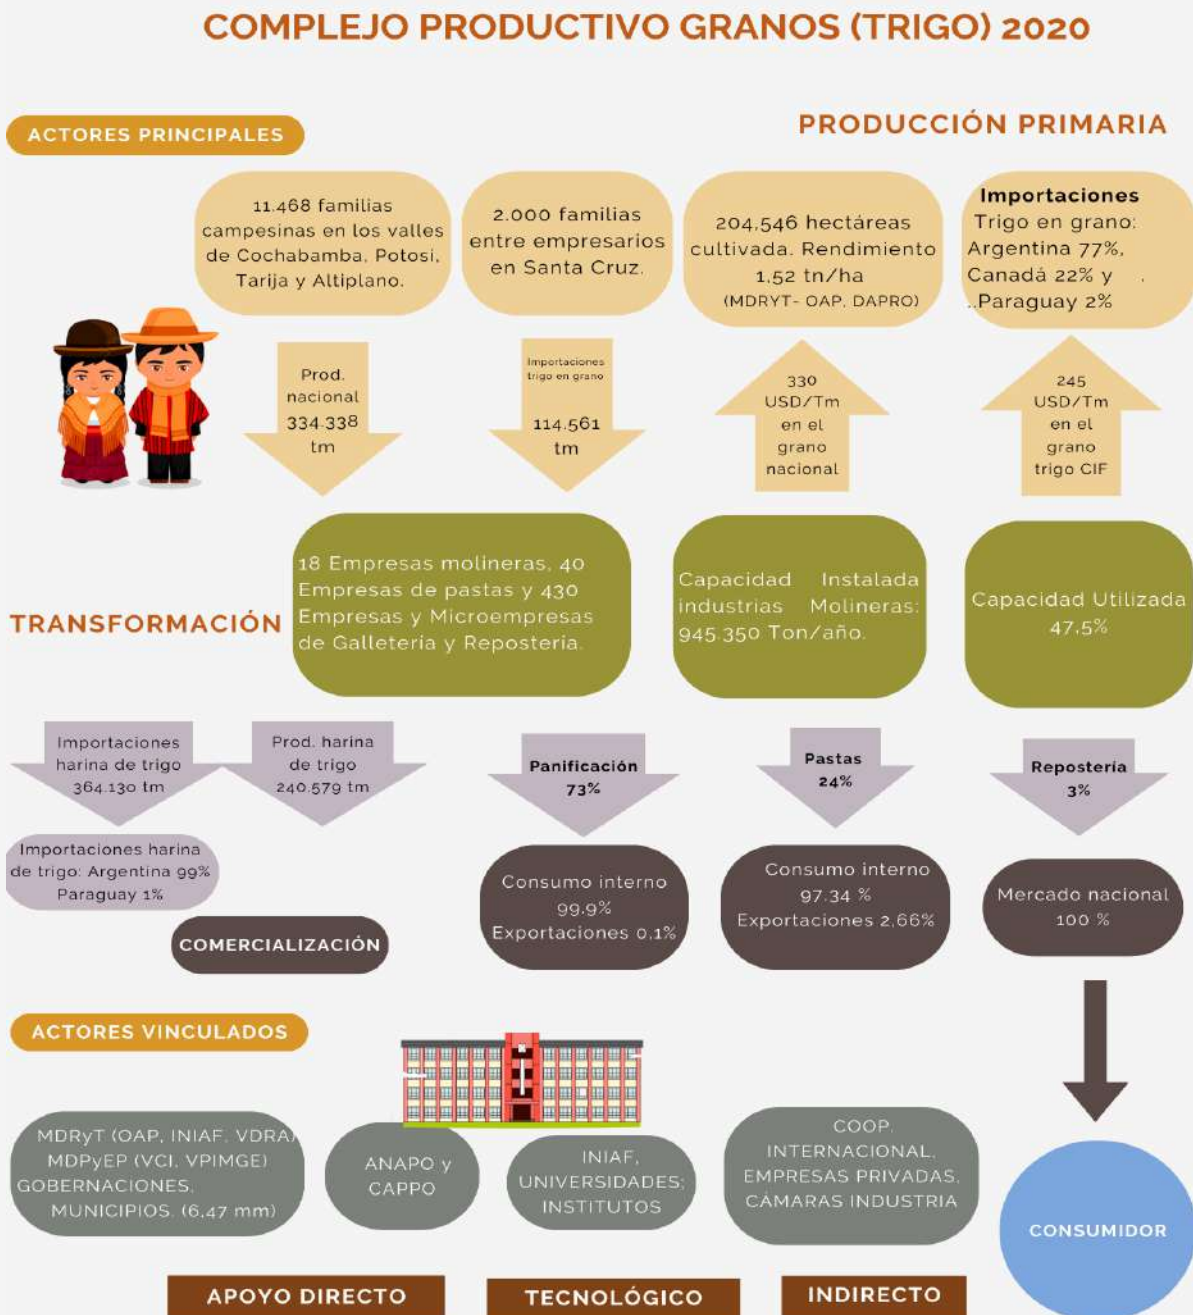 COMPLEJO PRODUCTIVO GRANOS (TRIGO) 2020
ACTORES PRINCIPALES
PRODUCCIÓN PRIMARIA
11.468 familias
campesinas en los valles
de Cochabamba, Potosí,
Tarija y Altiplano.
2.000 familias
entre empresarios
en Santa Cruz.
204,546 hectáreas
cultivada. Rendimiento
1,52 tn/ha
(MDRYT- OAP, DAPRO)
Importaciones
Trigo en grano:
Argentina 77%,
Canadá 22% y .
..Paraguay 2%
Prod.
nacional
334.338
tm
Importaciones
trigo en grano
114.561
tm
330
USD/Tm
en el
grano
nacional
245
USD/Tm
en el
grano
trigo CIF
TRANSFORMACIÓN
18 Empresas molineras, 40
Empresas de pastas y 430
Empresas y Microempresas
de Galletería y Repostería.
Capacidad Instalada
industrias Molineras:
945.350 Ton/año.
Capacidad Utilizada
47,5%
Importaciones
harina de trigo
364.130 tm
Prod. harina
de trigo
240.579 tm
Panificación
73%
Pastas
24%
Repostería
3%
Importaciones harina
de trigo: Argentina 99%
Paraguay 1%
COMERCIALIZACIÓN
Consumo interno
99,9%
Exportaciones 0,1%
Consumo interno
97.34 %
Exportaciones 2,66%
Mercado nacional
100 %
ACTORES VINCULADOS
MDRyT (OAP, INIAF, VDRA)
MDPyEP (VCI, VPIMGE)
GOBERNACIONES,
MUNICIPIOS. (6,47 mm)
ANAPO y
CAPPO
INIAF,
UNIVERSIDADES;
INSTITUTOS
COOP.
INTERNACIONAL,
EMPRESAS PRIVADAS,
CÁMARAS INDUSTRIA
CONSUMIDOR
APOYO DIRECTO
TECNOLÓGICO
INDIRECTO